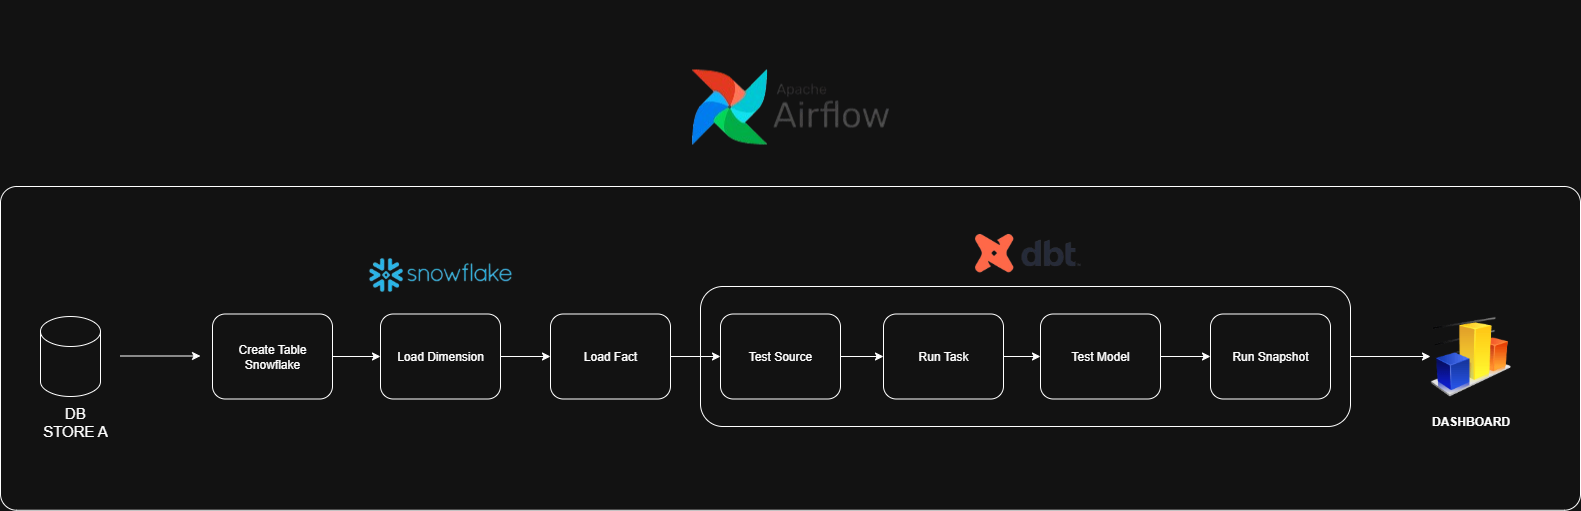 Apache
Airflow
snowflake
dbt
DB
STORE A
Create Table
Snowflake
Load Dimension
Load Fact
Test Source
Run Task
Test Model
Run Snapshot
DASHBOARD